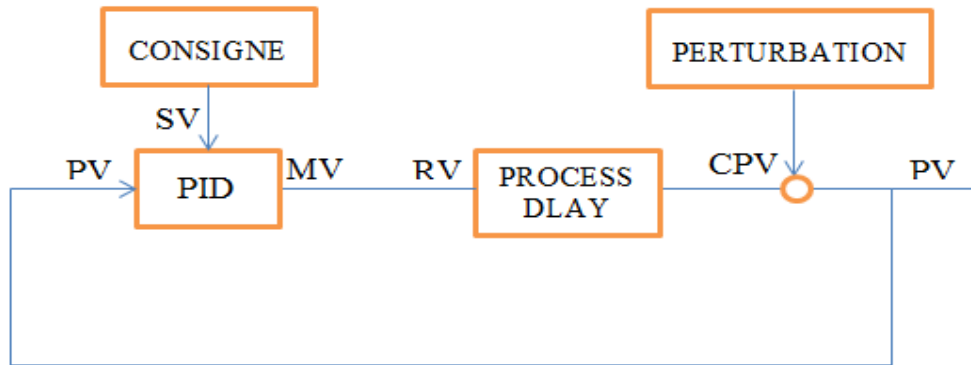 CONSIGNE
PERTURBATION
SV
PV
PID
MV
RV
PROCESS
DLAY
CPV
PV